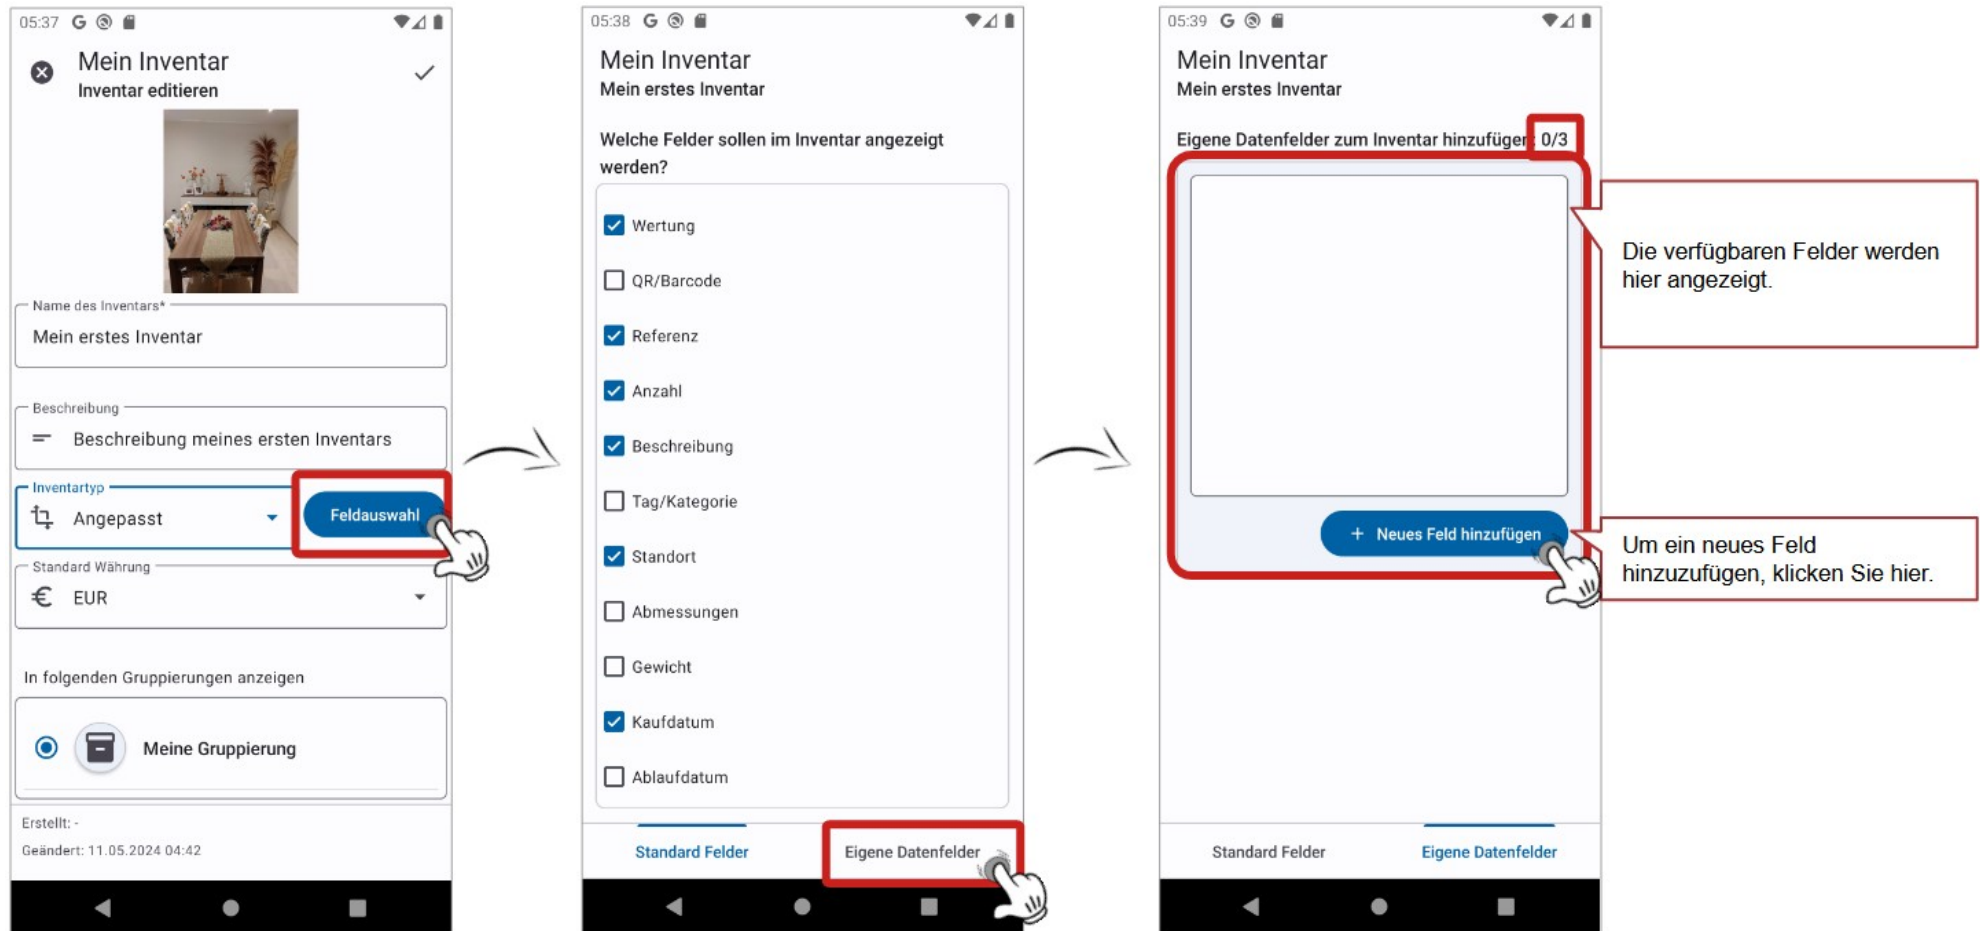 05:37 G
Mein Inventar
Inventar editieren
Name des Inventars*
Mein erstes Inventar
Beschreibung
Beschreibung meines ersten Inventars
Inventartyp
Angepasst
Feldauswahl
Standard Währung
€ EUR
In folgenden Gruppierungen anzeigen
Meine Gruppierung
Erstellt: -
Geändert: 11.05.2024 04:42
05:38 G
Mein Inventar
Mein erstes Inventar
Welche Felder sollen im Inventar angezeigt
werden?
Wertung
QR/Barcode
Referenz
Anzahl
Beschreibung
Tag/Kategorie
Standort
Abmessungen
Gewicht
Kaufdatum
Ablaufdatum
Standard Felder
Eigene Datenfelder
05:39 G
Mein Inventar
Mein erstes Inventar
Eigene Datenfelder zum Inventar hinzufügen: 0/3
+ Neues Feld hinzufügen
Standard Felder
Eigene Datenfelder
Die verfügbaren Felder werden
hier angezeigt.
Um ein neues Feld
hinzuzufügen, klicken Sie hier.